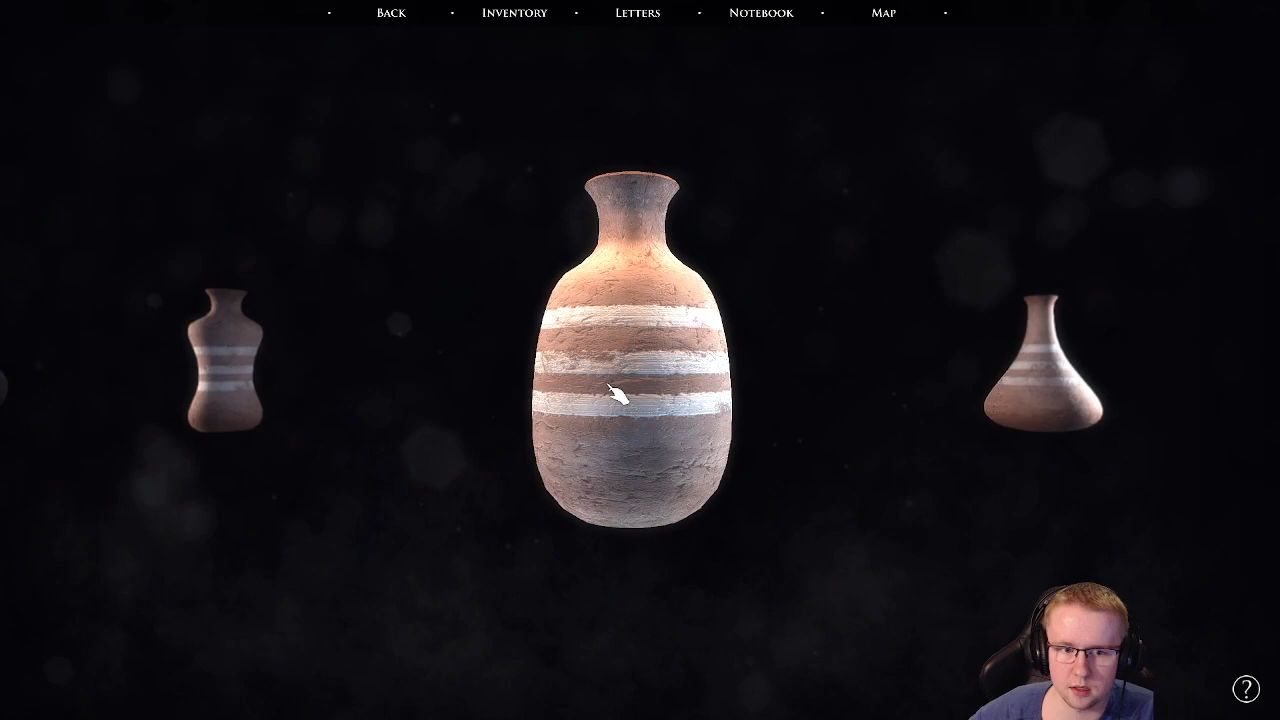 · BACK · INVENTORY · LETTERS · NOTEBOOK · MAP ·
?